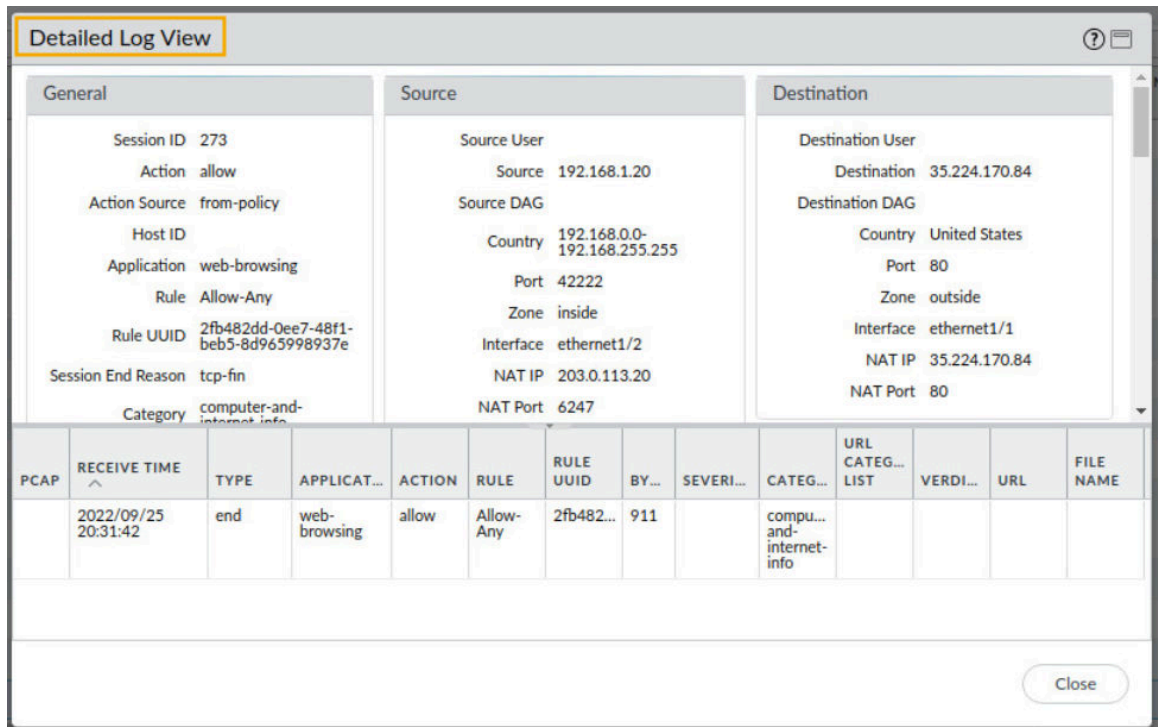 Detailed Log View
General
Session ID 273
Action allow
Action Source from-policy
Host ID
Application web-browsing
Rule Allow-Any
Rule UUID 2fb482dd-0ee7-48f1-
beb5-8d965998937e
Session End Reason tcp-fin
Category computer-and-
internet-info
Source
Source User
Source 192.168.1.20
Source DAG
Country 192.168.0.0-
192.168.255.255
Port 42222
Zone inside
Interface ethernet1/2
NAT IP 203.0.113.20
NAT Port 6247
Destination
Destination User
Destination 35.224.170.84
Destination DAG
Country United States
Port 80
Zone outside
Interface ethernet1/1
NAT IP 35.224.170.84
NAT Port 80
PCAP RECEIVE TIME TYPE APPLICAT... ACTION RULE RULE UUID BY... SEVERI... CATEG... URL CATEG... LIST VERDI... URL FILE NAME
2022/09/25 end web- allow Allow- 2fb482... 911 compu...
20:31:42 browsing Any and-
internet-
info
Close